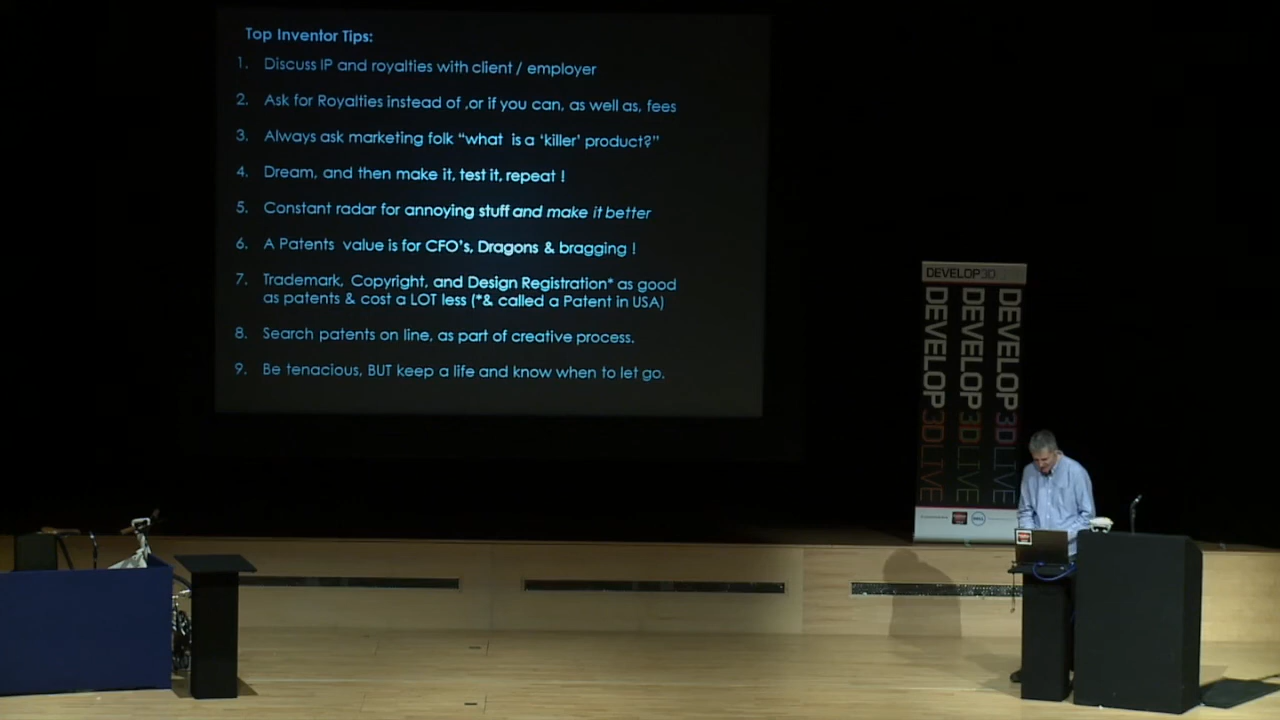 Top Inventor Tips:
1. Discuss IP and royalties with client / employer
2. Ask for Royalties instead of ,or if you can, as well as, fees
3. Always ask marketing folk “what is a ‘killer’ product?”
4. Dream, and then make it, test it, repeat !
5. Constant radar for annoying stuff and make it better
6. A Patents value is for CFO’s, Dragons & bragging !
7. Trademark, Copyright, and Design Registration* as good
as patents & cost a LOT less (*& called a Patent in USA)
8. Search patents on line, as part of creative process.
9. Be tenacious, BUT keep a life and know when to let go.
DEVELOP3D LIVE
DEVELOP3DLIVE
DEVELOP3DLIVE
DEVELOP3DLIVE
DELL